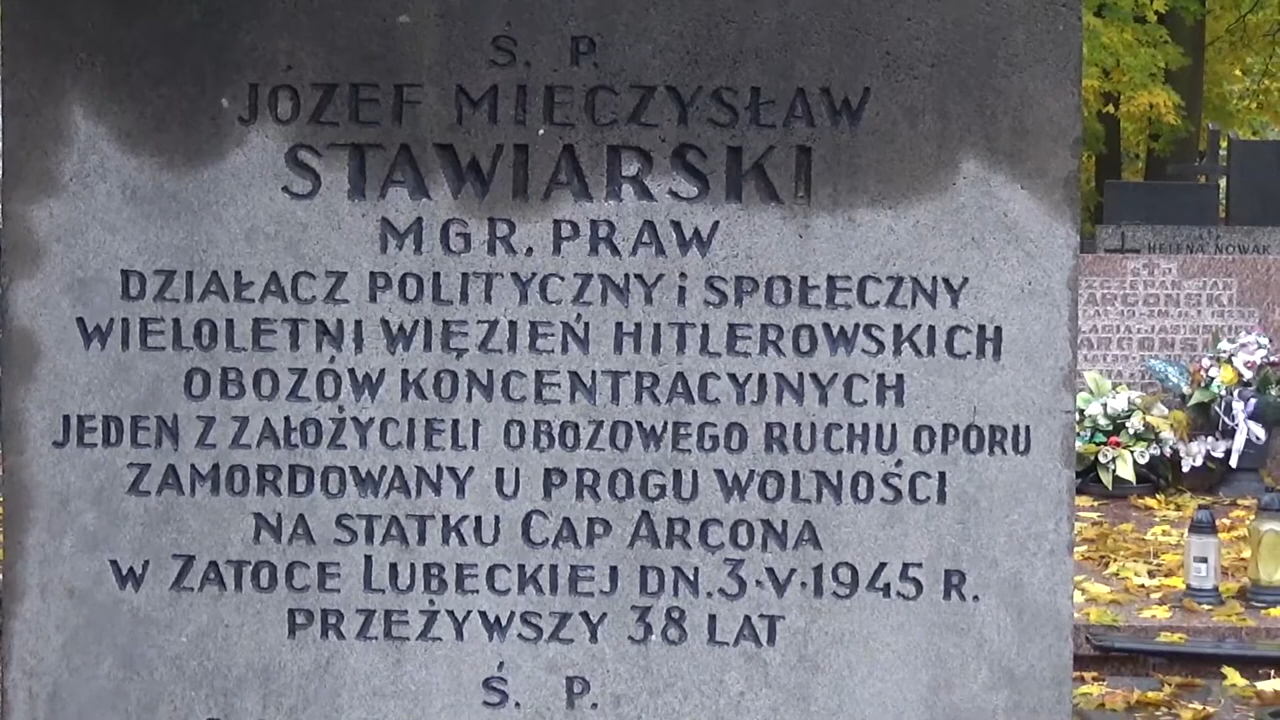 Ś. P.
JÓZEF MIECZYSŁAW
STAWIARSKI
MGR. PRAW
DZIAŁACZ POLITYCZNY i SPOŁECZNY
WIELOLETNI WIĘZIEŃ HITLEROWSKICH
OBOZÓW KONCENTRACYJNYCH
JEDEN Z ZAŁOŻYCIELI OBOZOWEGO RUCHU OPORU
ZAMORDOWANY U PROGU WOLNOŚCI
NA STATKU CAP ARCONA
W ZATOCE LUBECKIEJ DN. 3·V·1945 R.
PRZEŻYWSZY 38 LAT
Ś. P.
HELENA NOWAK